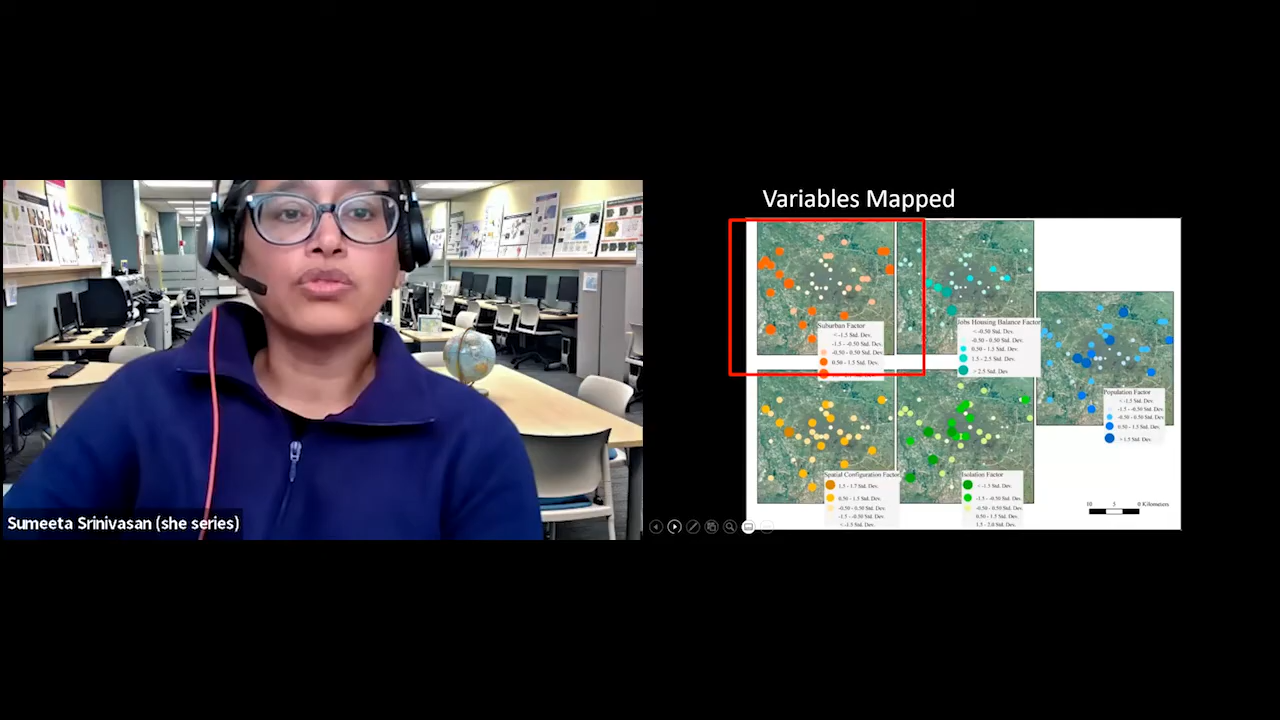 Variables Mapped
Suburban Factor
< -1.5 Std. Dev.
-1.5 - -0.50 Std. Dev.
-0.50 - 0.50 Std. Dev.
0.50 - 1.5 Std. Dev.
Jobs Housing Balance Factor
< -0.50 Std. Dev.
-0.50 - 0.50 Std. Dev.
0.50 - 1.5 Std. Dev.
1.5 - 2.5 Std. Dev.
> 2.5 Std. Dev.
Population Factor
< -1.5 Std. Dev.
-1.5 - -0.50 Std. Dev.
-0.50 - 0.50 Std. Dev.
0.50 - 1.5 Std. Dev.
> 1.5 Std. Dev.
Spatial Configuration Factor
1.5 - 1.7 Std. Dev.
0.50 - 1.5 Std. Dev.
-0.50 - 0.50 Std. Dev.
-1.5 - -0.50 Std. Dev.
< -1.5 Std. Dev.
Isolation Factor
< -1.5 Std. Dev.
-1.5 - -0.50 Std. Dev.
-0.50 - 0.50 Std. Dev.
0.50 - 1.5 Std. Dev.
1.5 - 2.0 Std. Dev.
10 5 0 Kilometers
Sumeeta Srinivasan (she series)